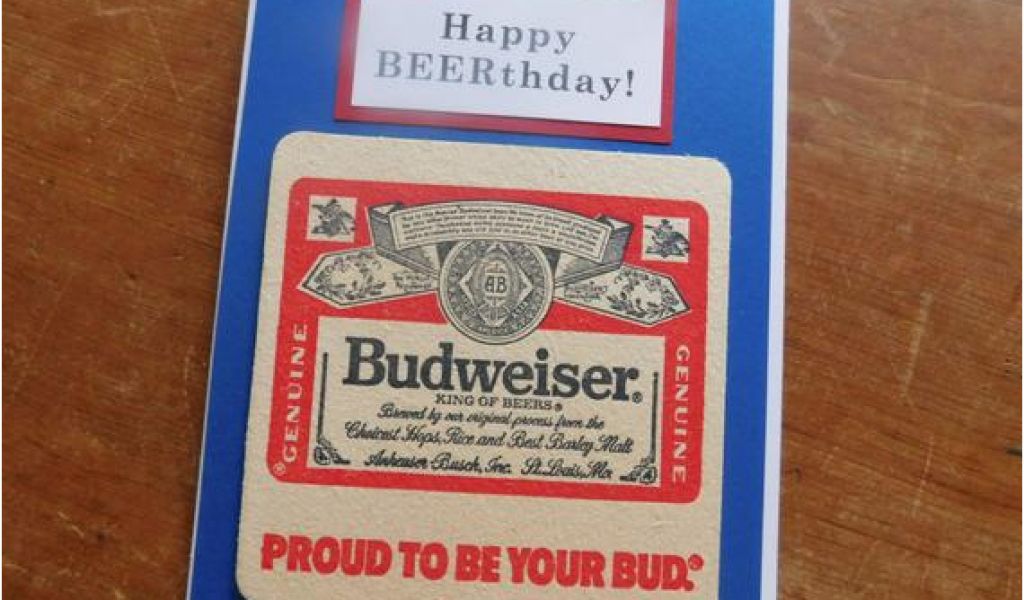 Happy
BEERthday!
AB
GENUINE
GENUINE
Budweiser®
KING OF BEERS®
Brewed by our original process from the
Choicest Hops, Rice and Best Barley Malt
Anheuser-Busch, Inc. St. Louis, Mo.
PROUD TO BE YOUR BUD.®